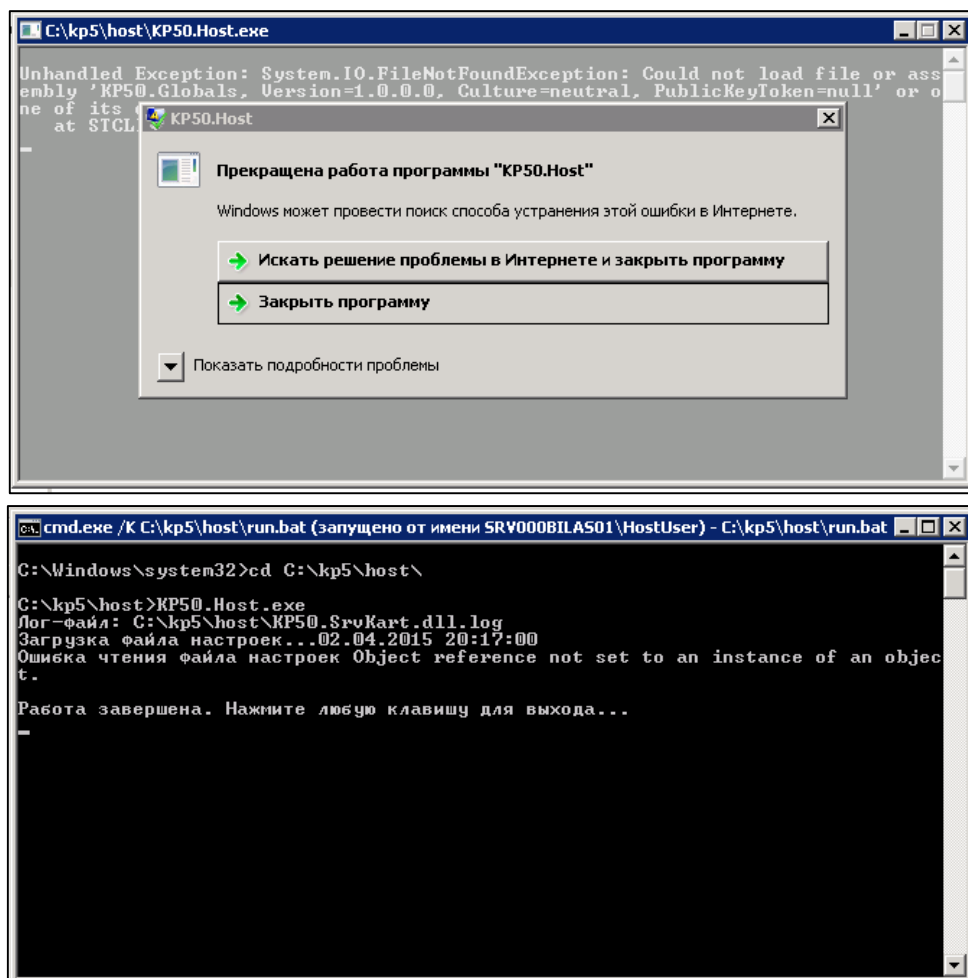 C:\kp5\host\KP50.Host.exe
Unhandled Exception: System.IO.FileNotFoundException: Could not load file or ass
embly 'KP50.Globals, Version=1.0.0.0, Culture=neutral, PublicKeyToken=null' or o
ne of its
at STCL
KP50.Host
Прекращена работа программы "KP50.Host"
Windows может провести поиск способа устранения этой ошибки в Интернете.
Искать решение проблемы в Интернете и закрыть программу
Закрыть программу
Показать подробности проблемы
cmd.exe /K C:\kp5\host\run.bat (запущено от имени SRV000BILAS01\HostUser) - C:\kp5\host\run.bat
C:\Windows\system32>cd C:\kp5\host\
C:\kp5\host>KP50.Host.exe
Лог-файл: C:\kp5\host\KP50.SrvKart.dll.log
Загрузка файла настроек...02.04.2015 20:17:00
Ошибка чтения файла настроек Object reference not set to an instance of an objec
t.
Работа завершена. Нажмите любую клавишу для выхода...